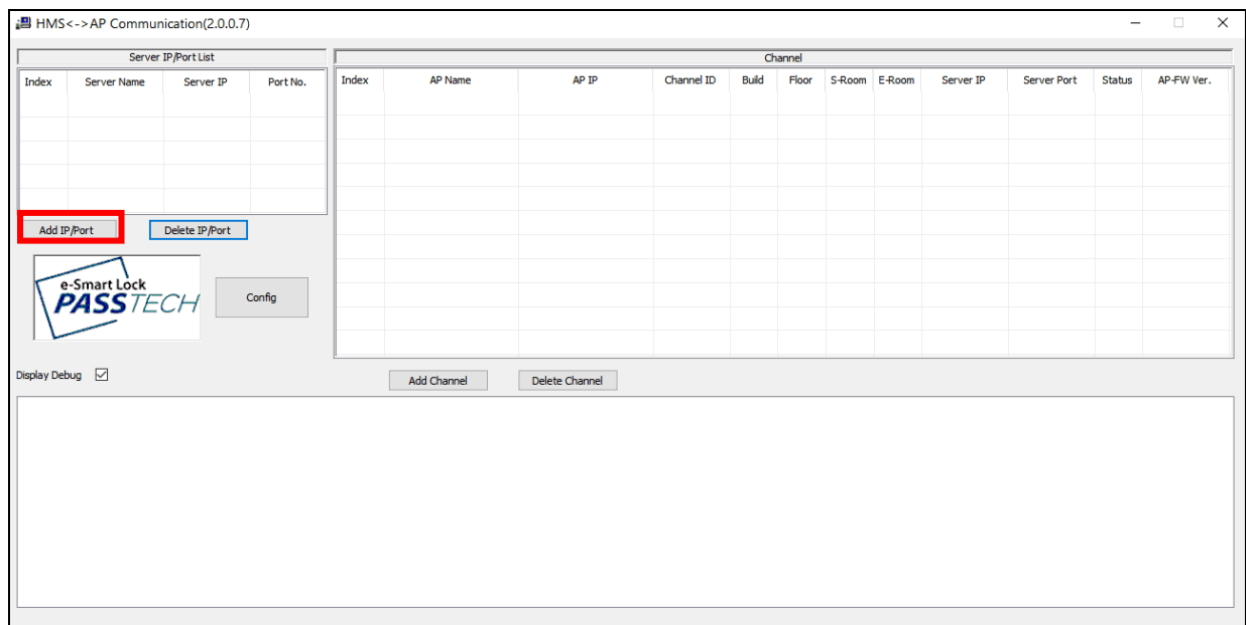 HMS<->AP Communication(2.0.0.7)
Server IP/Port List
Index Server Name Server IP Port No.
Add IP/Port Delete IP/Port
e-Smart Lock
PASSTECH
Config
Channel
Index AP Name AP IP Channel ID Build Floor S-Room E-Room Server IP Server Port Status AP-FW Ver.
Display Debug
Add Channel Delete Channel